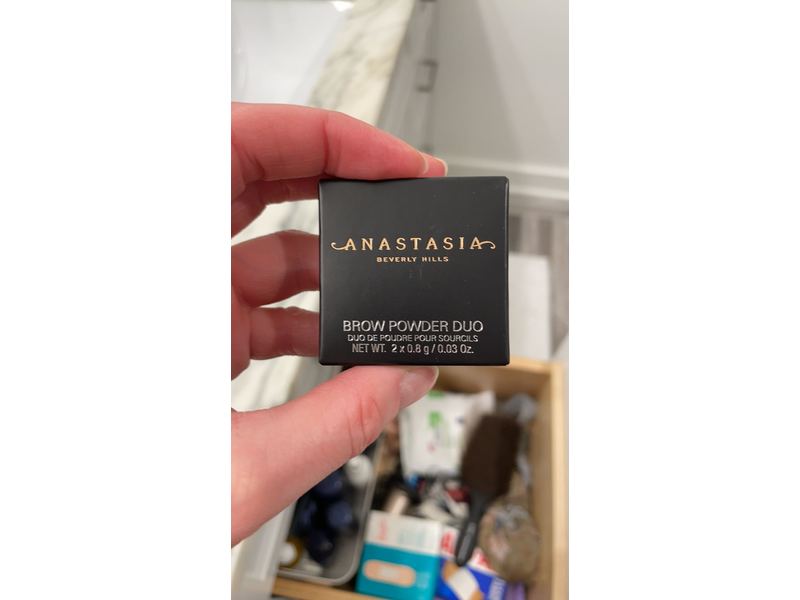 ANASTASIA
BEVERLY HILLS
BROW POWDER DUO
DUO DE POUDRE POUR SOURCILS
NET WT. 2 x 0.8 g / 0.03 Oz.